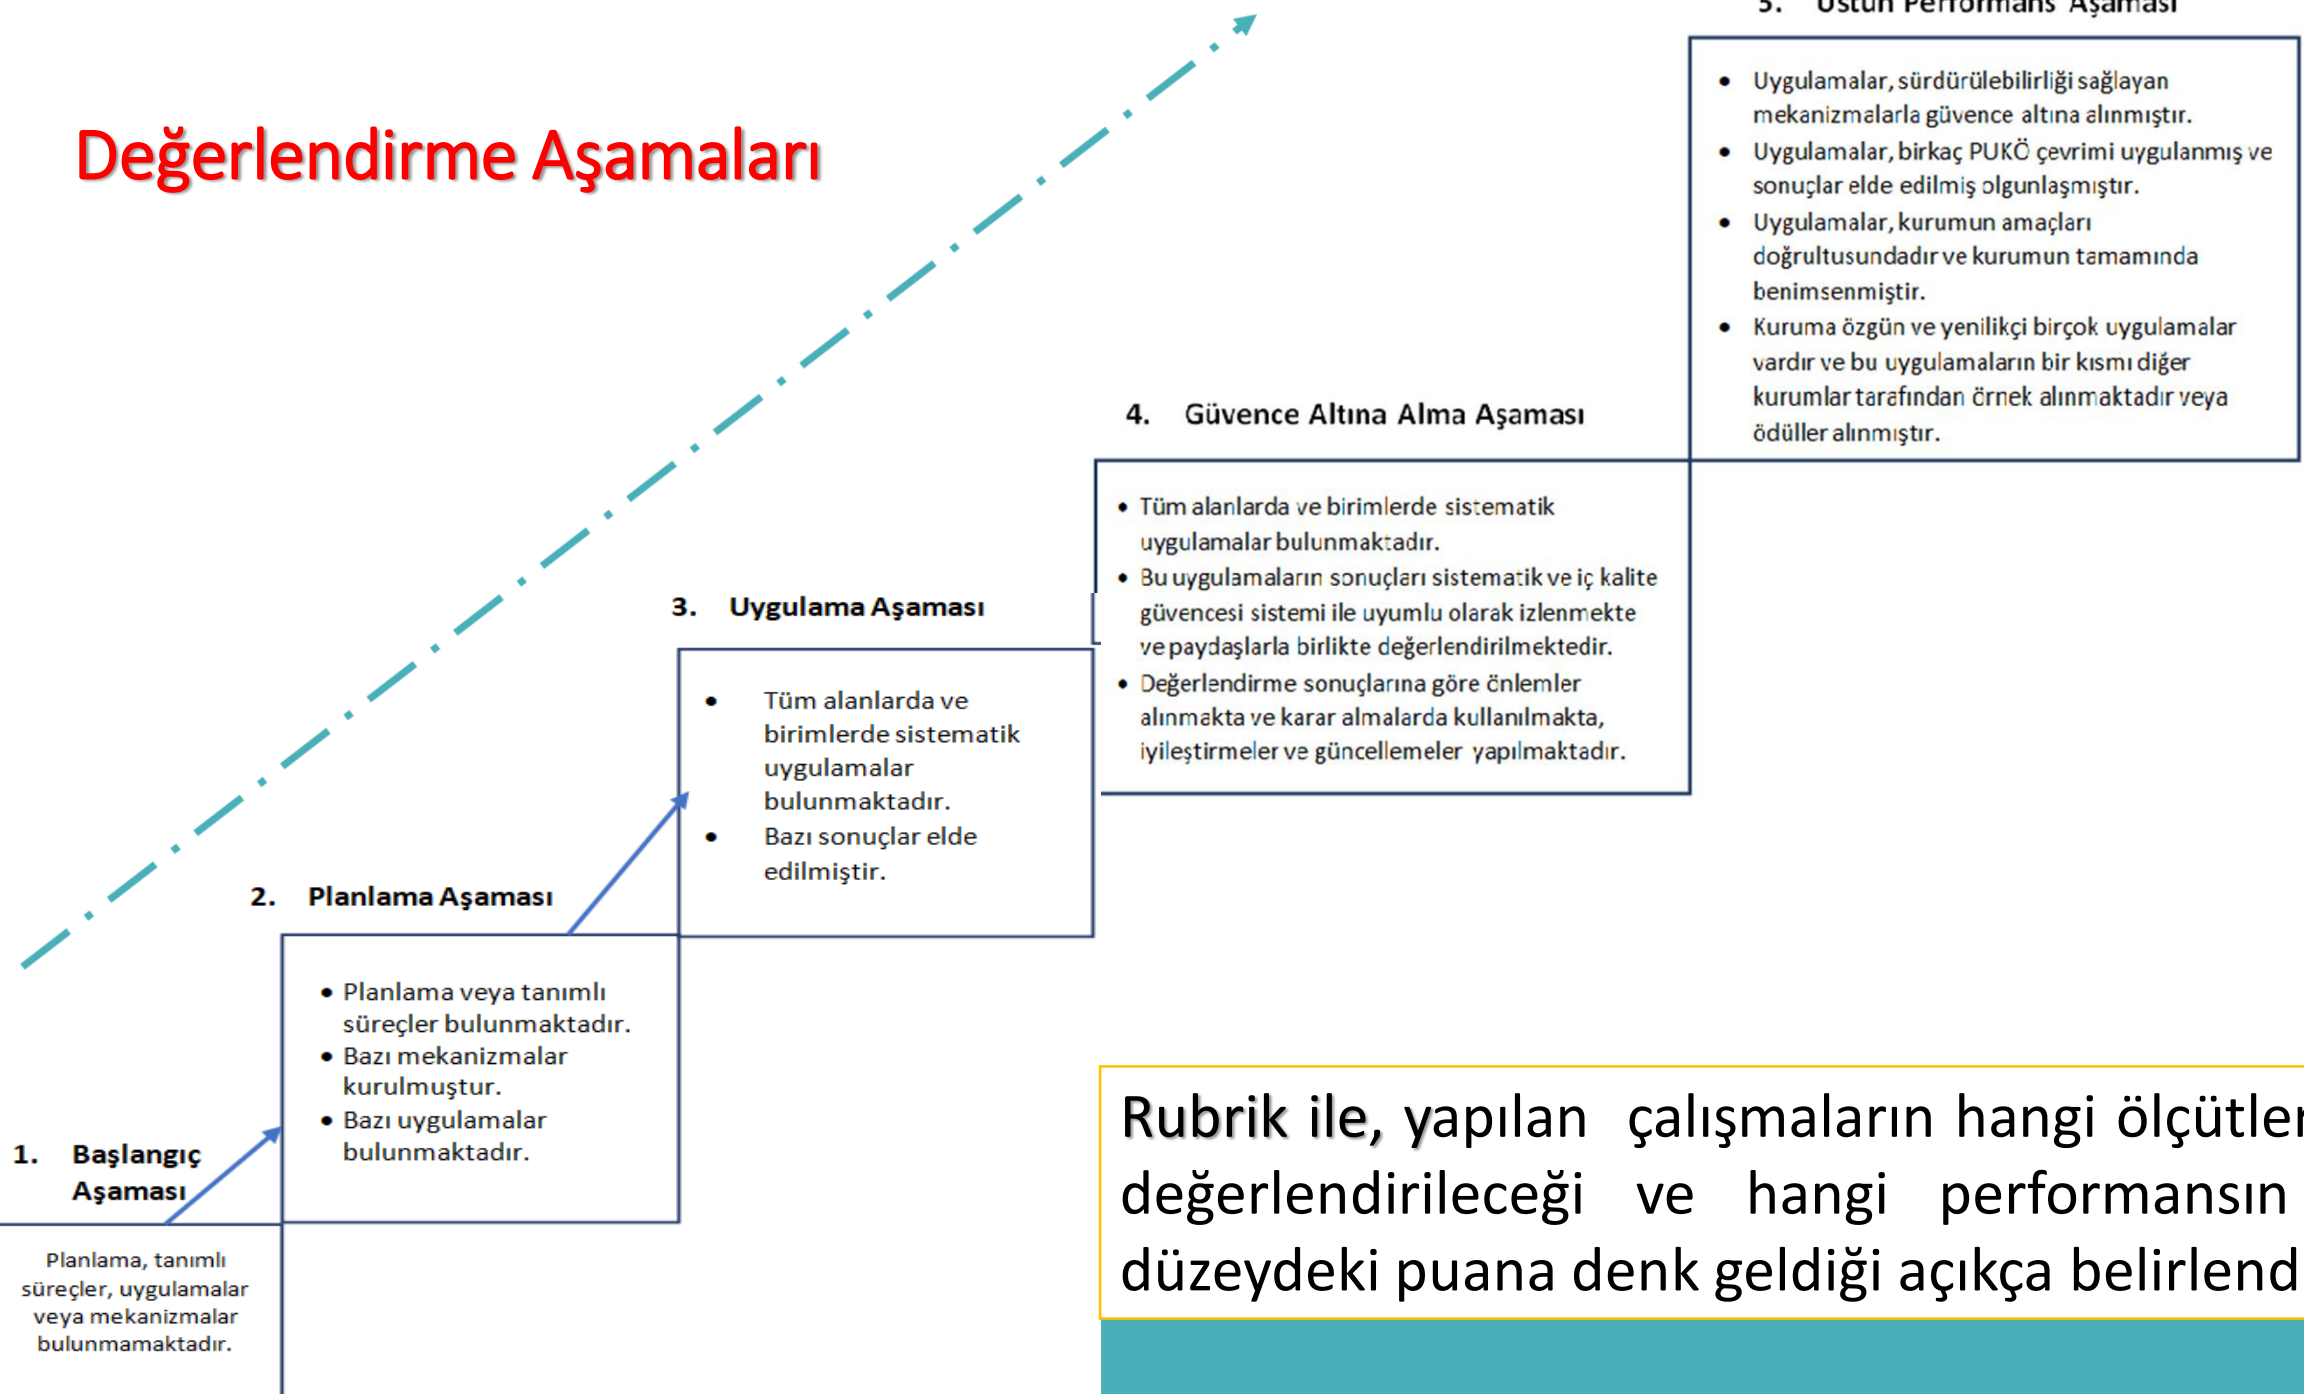 Değerlendirme Aşamaları
1. Başlangıç
Aşaması
Planlama, tanımlı
süreçler, uygulamalar
veya mekanizmalar
bulunmamaktadır.
2. Planlama Aşaması
• Planlama veya tanımlı
süreçler bulunmaktadır.
• Bazı mekanizmalar
kurulmuştur.
• Bazı uygulamalar
bulunmaktadır.
3. Uygulama Aşaması
• Tüm alanlarda ve
birimlerde sistematik
uygulamalar
bulunmaktadır.
• Bazı sonuçlar elde
edilmiştir.
4. Güvence Altına Alma Aşaması
• Tüm alanlarda ve birimlerde sistematik
uygulamalar bulunmaktadır.
• Bu uygulamaların sonuçları sistematik ve iç kalite
güvencesi sistemi ile uyumlu olarak izlenmekte
ve paydaşlarla birlikte değerlendirilmektedir.
• Değerlendirme sonuçlarına göre önlemler
alınmakta ve karar almalarda kullanılmakta,
iyileştirmeler ve güncellemeler yapılmaktadır.
5. Üstün Performans Aşaması
• Uygulamalar, sürdürülebilirliği sağlayan
mekanizmalarla güvence altına alınmıştır.
• Uygulamalar, birkaç PUKÖ çevrimi uygulanmış ve
sonuçlar elde edilmiş olgunlaşmıştır.
• Uygulamalar, kurumun amaçları
doğrultusundadır ve kurumun tamamında
benimsenmiştir.
• Kuruma özgün ve yenilikçi birçok uygulamalar
vardır ve bu uygulamaların bir kısmı diğer
kurumlar tarafından örnek alınmaktadır veya
ödüller alınmıştır.
Rubrik ile, yapılan çalışmaların hangi ölçütler
değerlendirileceği ve hangi performansın
düzeydeki puana denk geldiği açıkça belirlend